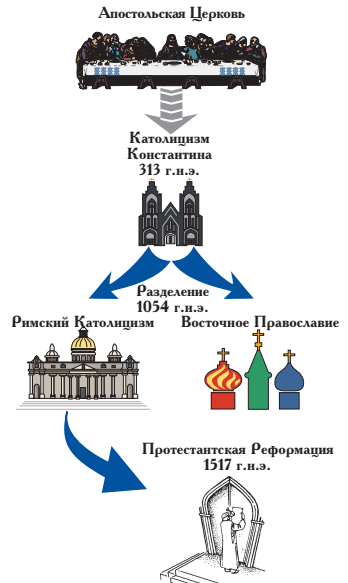 Апостольская Церковь
Католицизм
Константина
313 г.н.э.
Разделение
1054 г.н.э.
Римский Католицизм
Восточное Православие
Протестантская Реформация
1517 г.н.э.